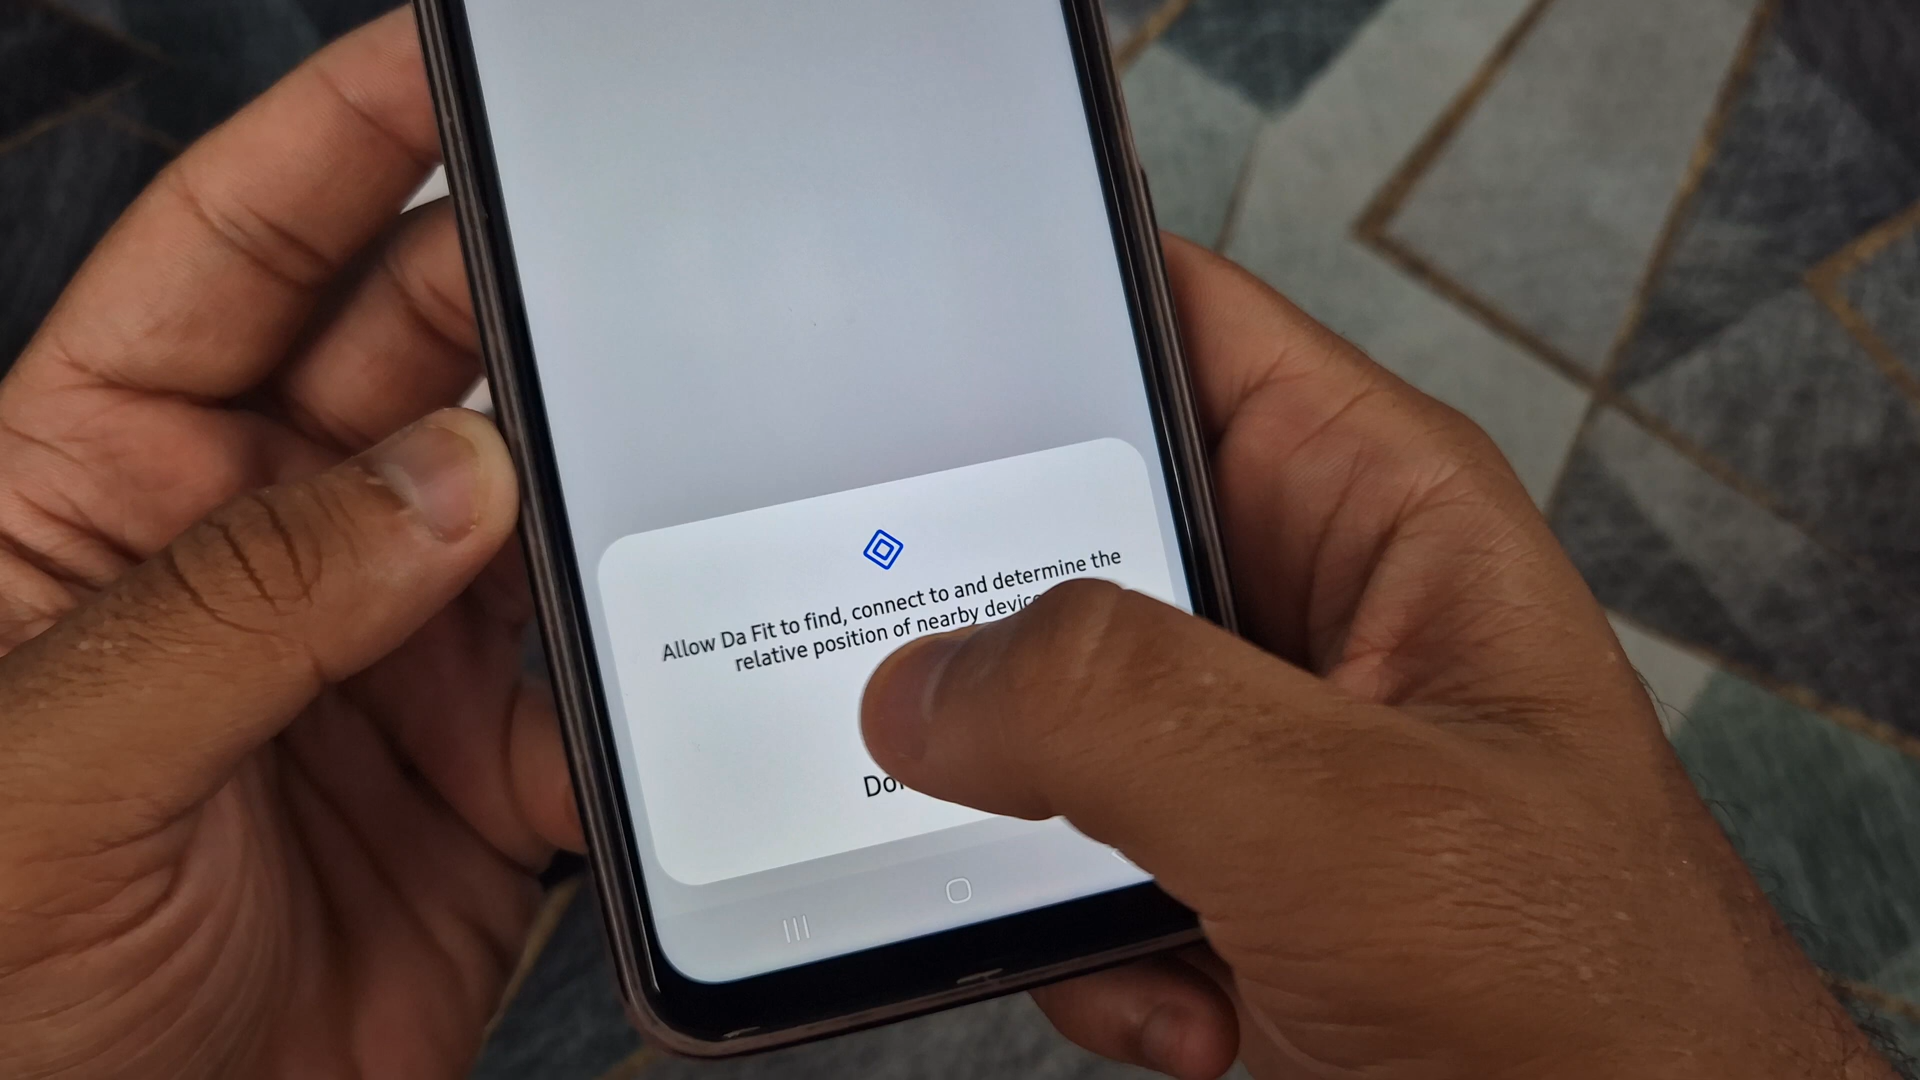 Allow Da Fit to find, connect to and determine the
relative position of nearby